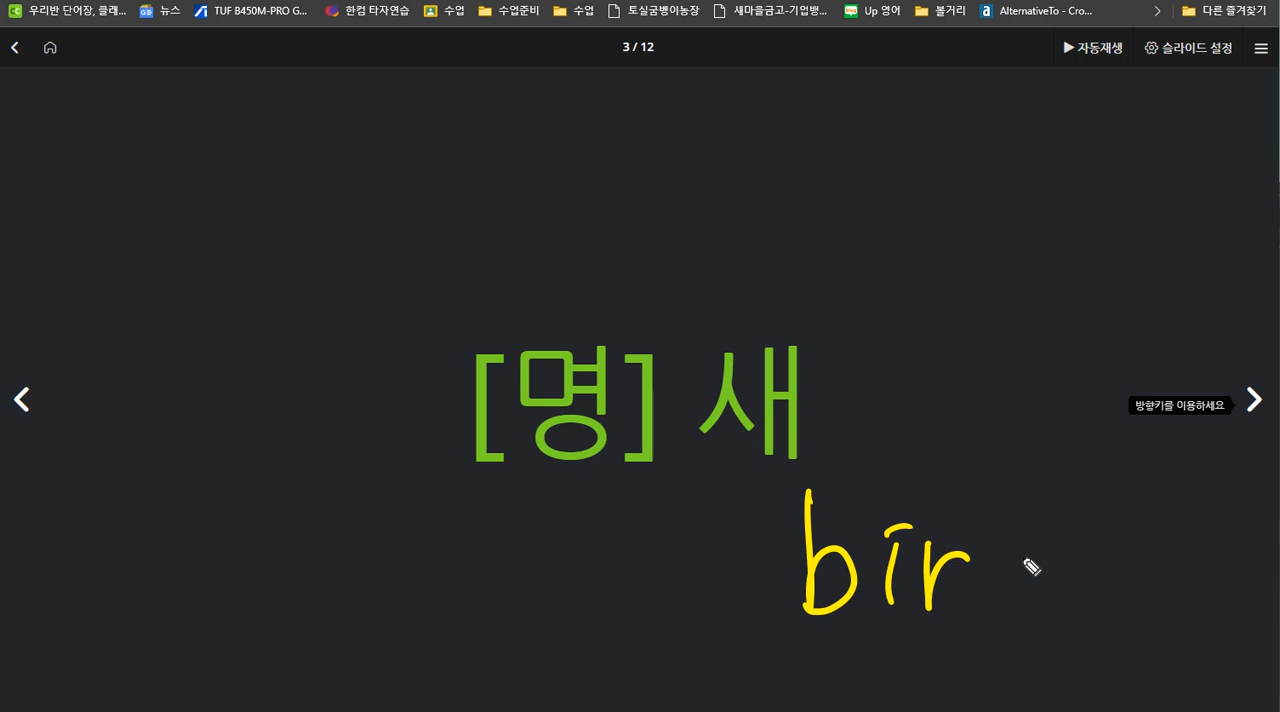 우리반 단어장, 클래... 뉴스 TUF B450M-PRO G... 한컴 타자연습 수업 수업준비 수업 토실굼벵이농장 새마을금고-기업뱅... Up 영어 볼거리 AlternativeTo - Cro... 다른 즐겨찾기
3 / 12 자동재생 슬라이드 설정
[명] 새
방향키를 이용하세요
bir